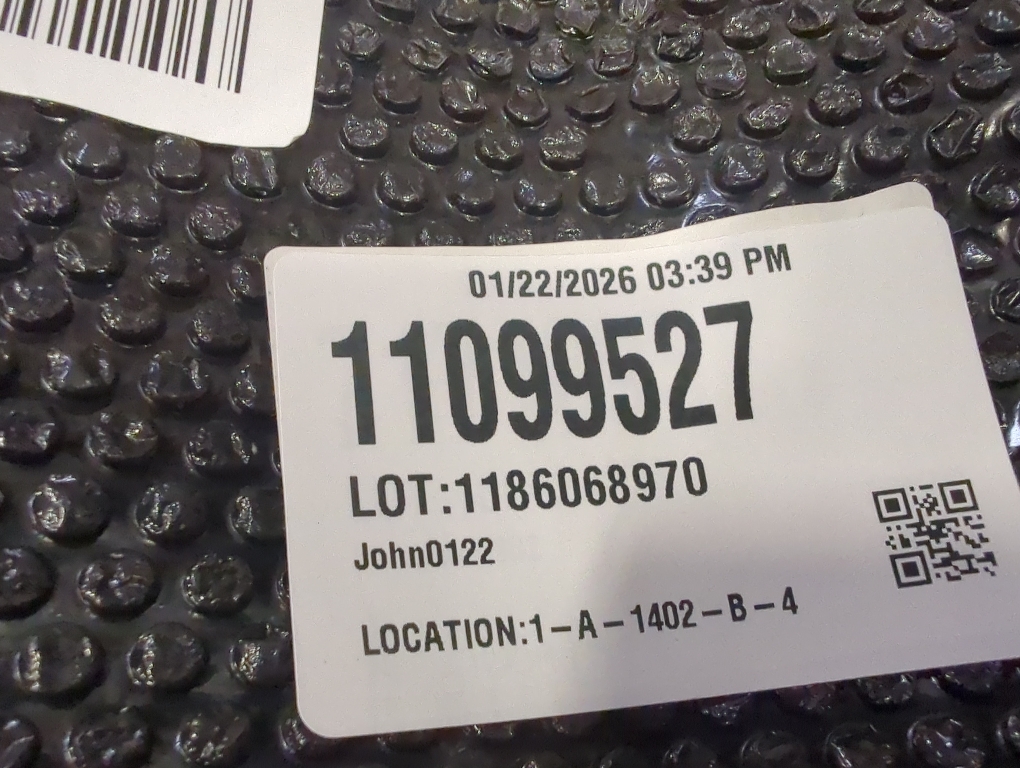 01/22/2026 03:39 PM
11099527
LOT:1186068970
John0122
LOCATION:1-A-1402-B-4